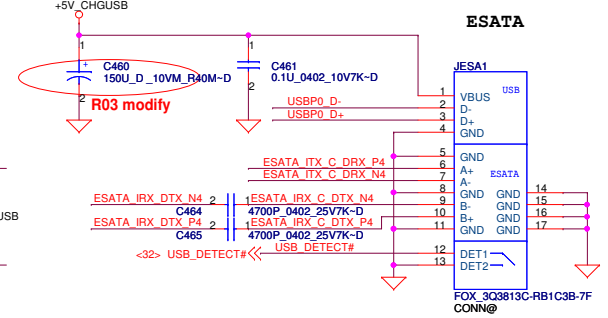 +5V_CHGUSB
ESATA
1
1
+
C460
150U_D _10VM_R40M~D
2
R03 modify
C461
0.1U_0402_10V7K~D
2
JESA1
USB
USBP0_D-
USBP0_D+
1 VBUS
2 D-
3 D+
4 GND
ESATA
ESATA_ITX_C_DRX_P4
ESATA_ITX_C_DRX_N4
5 GND
6 A+
7 A-
8 GND
9 B-
10 B+
11 GND
GND 14
GND 15
GND 16
GND 17
ESATA_IRX_DTX_N4 2 1 ESATA_IRX_C_DTX_N4
C464 4700P_0402_25V7K~D
ESATA_IRX_DTX_P4 2 1 ESATA_IRX_C_DTX_P4
C465 4700P_0402_25V7K~D
USB
<32> USB_DETECT# USB_DETECT#
12 DET1
13 DET2
FOX_3Q3813C-RB1C3B-7F
CONN@